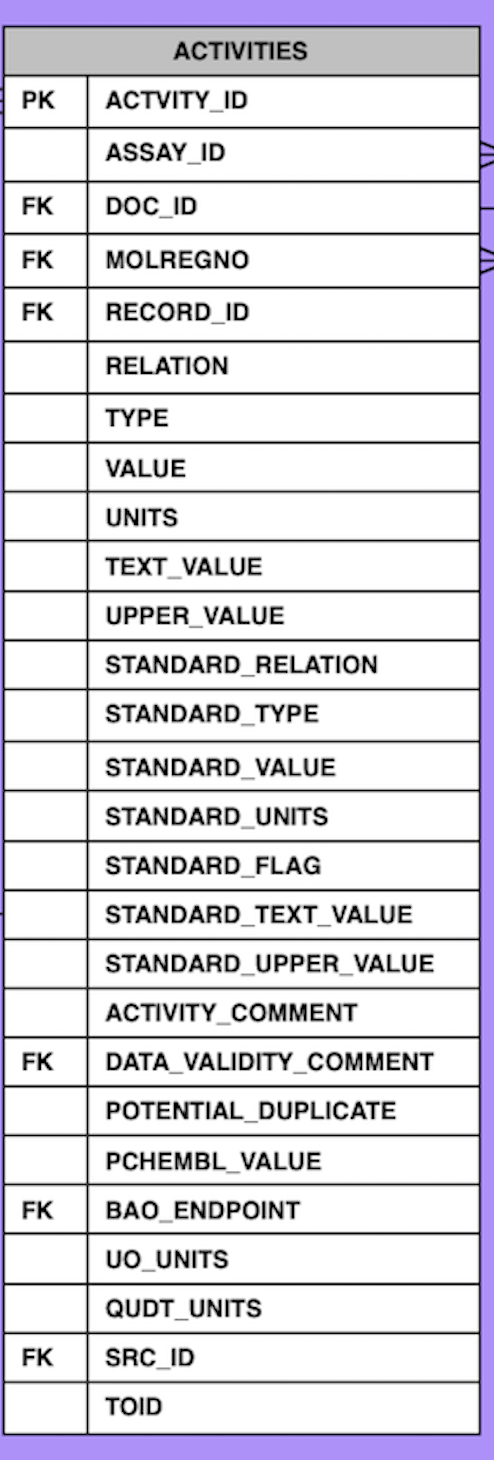 ACTIVITIES
PK ACTVITY_ID
ASSAY_ID
FK DOC_ID
FK MOLREGNO
FK RECORD_ID
RELATION
TYPE
VALUE
UNITS
TEXT_VALUE
UPPER_VALUE
STANDARD_RELATION
STANDARD_TYPE
STANDARD_VALUE
STANDARD_UNITS
STANDARD_FLAG
STANDARD_TEXT_VALUE
STANDARD_UPPER_VALUE
ACTIVITY_COMMENT
FK DATA_VALIDITY_COMMENT
POTENTIAL_DUPLICATE
PCHEMBL_VALUE
FK BAO_ENDPOINT
UO_UNITS
QUDT_UNITS
FK SRC_ID
TOID